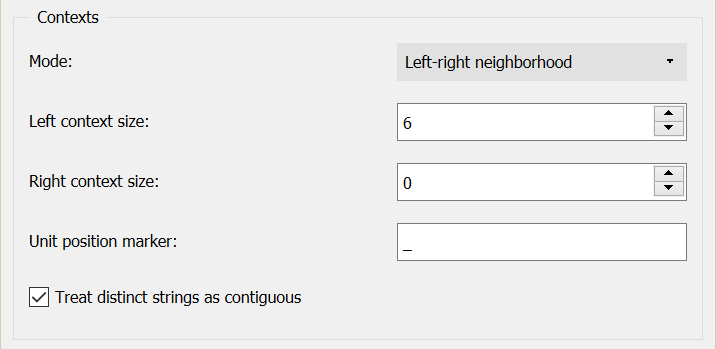 Contexts
Mode: Left-right neighborhood
Left context size: 6
Right context size: 0
Unit position marker: _
Treat distinct strings as contiguous